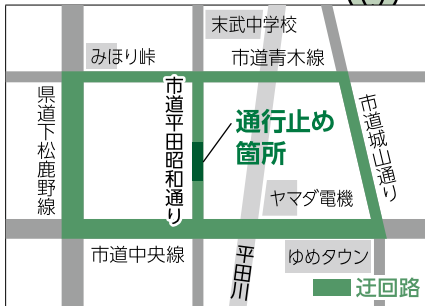 末武中学校
みほり峠
市道青木線
県道下松鹿野線
市道平田昭和通り
通行止め
箇所
市道城山通り
ヤマダ電機
市道中央線
平田川
ゆめタウン
迂回路